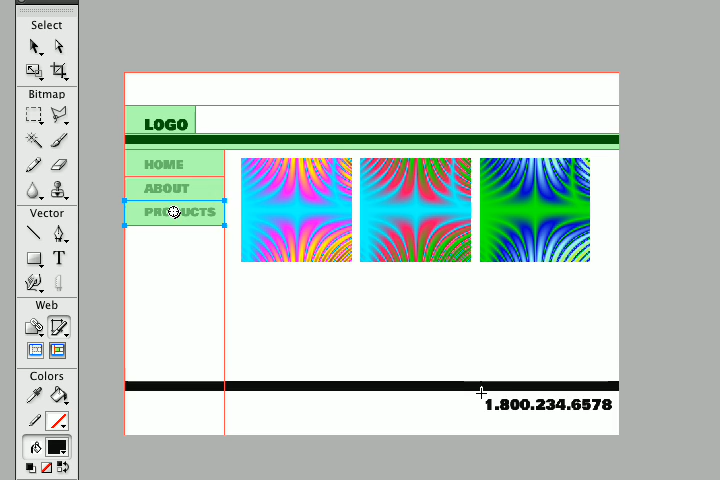 Select
Bitmap
Vector
T
Web
Colors
LOGO
HOME
ABOUT
PRODUCTS
1.800.234.6578